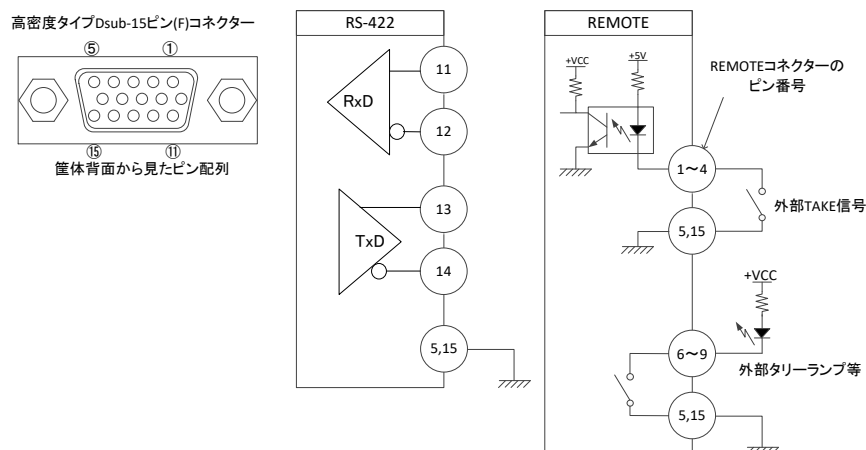 高密度タイプDsub-15ピン(F)コネクター
⑤
①
⑮
⑪
筐体背面から見たピン配列
RS-422
11
RxD
12
13
TxD
14
5,15
REMOTE
+VCC
+5V
REMOTEコネクターの
ピン番号
1～4
外部TAKE信号
5,15
+VCC
6～9
外部タリーランプ等
5,15